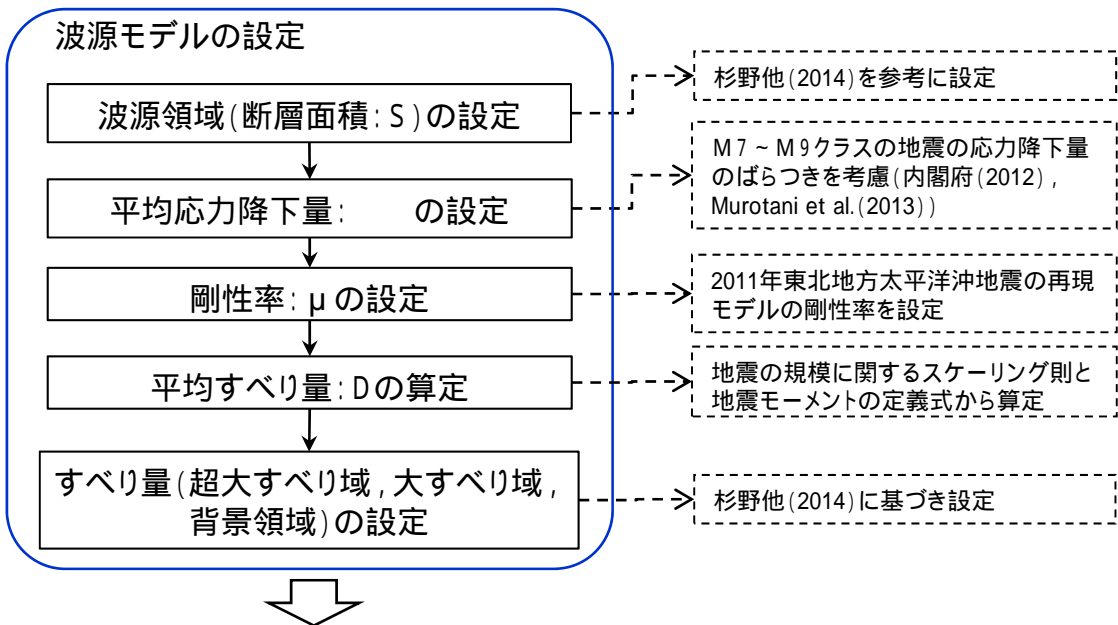 波源モデルの設定
波源領域(断層面積:S)の設定
杉野他(2014)を参考に設定
平均応力降下量: の設定
M7~M9クラスの地震の応力降下量
のばらつきを考慮(内閣府(2012),
Murotani et al.(2013))
剛性率:μの設定
2011年東北地方太平洋沖地震の再現
モデルの剛性率を設定
平均すべり量:Dの算定
地震の規模に関するスケーリング則と
地震モーメントの定義式から算定
すべり量(超大すべり域,大すべり域,
背景領域)の設定
杉野他(2014)に基づき設定